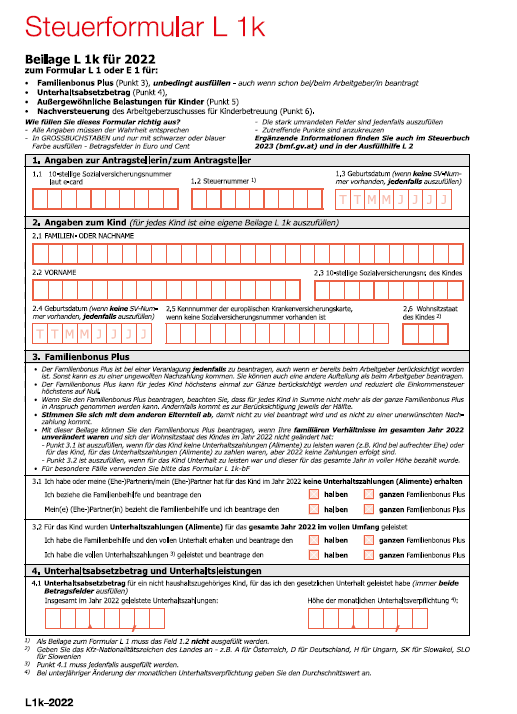 Steuerformular L 1k
Beilage L 1k für 2022
zum Formular L 1 oder E 1 für:
• Familienbonus Plus (Punkt 3), unbedingt ausfüllen - auch wenn schon bei/beim Arbeitgeber/in beantragt
• Unterhaltsabsetzbetrag (Punkt 4),
• Außergewöhnliche Belastungen für Kinder (Punkt 5)
• Nachversteuerung des Arbeitgeberzuschusses für Kinderbetreuung (Punkt 6).
Wie füllen Sie dieses Formular richtig aus?
- Alle Angaben müssen der Wahrheit entsprechen
- In GROSSBUCHSTABEN und nur mit schwarzer oder blauer
Farbe ausfüllen - Betragsfelder in Euro und Cent
- Die stark umrandeten Felder sind jedenfalls auszufüllen
- Zutreffende Punkte sind anzukreuzen
Ergänzende Informationen finden Sie auch im Steuerbuch
2023 (bmf.gv.at) und in der Ausfüllhilfe L 2
1. Angaben zur Antragstellerin/zum Antragsteller
1.1 10-stellige Sozialversicherungsnummer
laut e-card
1.2 Steuernummer 1)
1.3 Geburtsdatum (wenn keine SV-Num-
mer vorhanden, jedenfalls auszufüllen)
T T M M J J J J
2. Angaben zum Kind (für jedes Kind ist eine eigene Beilage L 1k auszufüllen)
2.1 FAMILIEN- ODER NACHNAME
2.2 VORNAME
2.3 10-stellige Sozialversicherungsnr. des Kindes
2.4 Geburtsdatum (wenn keine SV-Num-
mer vorhanden, jedenfalls auszufüllen)
T T M M J J J J
2.5 Kennnummer der europäischen Krankenversicherungskarte,
wenn keine Sozialversicherungsnummer vorhanden ist
2.6 Wohnsitzstaat
des Kindes 2)
3. Familienbonus Plus
• Der Familienbonus Plus ist bei einer Veranlagung jedenfalls zu beantragen, auch wenn er bereits beim Arbeitgeber berücksichtigt worden
ist. Sonst kann es zu einer ungewollten Nachzahlung kommen. Sie können auch eine andere Aufteilung als beim Arbeitgeber beantragen.
• Der Familienbonus Plus kann für jedes Kind höchstens einmal zur Gänze berücksichtigt werden und reduziert die Einkommensteuer
höchstens auf Null.
• Wenn Sie den Familienbonus Plus beantragen, beachten Sie, dass für jedes Kind in Summe nicht mehr als der ganze Familienbonus Plus
in Anspruch genommen werden kann. Andernfalls kommt es zur Berücksichtigung jeweils der Hälfte.
• Stimmen Sie sich mit dem anderen Elternteil ab, damit nicht zu viel beantragt wird und es nicht zu einer unerwünschten Nach-
zahlung kommt.
• Mit dieser Beilage können Sie den Familienbonus Plus beantragen, wenn Ihre familiären Verhältnisse im gesamten Jahr 2022
unverändert waren und sich der Wohnsitzstaat des Kindes im Jahr 2022 nicht geändert hat:
- Punkt 3.1 ist auszufüllen, wenn für das Kind keine Unterhaltszahlungen (Alimente) zu leisten waren (z.B. Kind bei aufrechter Ehe) oder
für das Kind, für das Unterhaltszahlungen (Alimente) zu zahlen waren, aber 2022 keine Zahlungen erfolgt sind.
- Punkt 3.2 ist auszufüllen, wenn für das Kind Unterhalt zu leisten war und dieser für das gesamte Jahr in voller Höhe bezahlt wurde.
• Für besondere Fälle verwenden Sie bitte das Formular L 1k-bF
3.1 Ich habe oder meine (Ehe-)Partnerin/mein (Ehe-)Partner hat für das Kind im Jahr 2022 keine Unterhaltszahlungen (Alimente) erhalten
Ich beziehe die Familienbeihilfe und beantrage den halben ganzen Familienbonus Plus
Mein(e) (Ehe-)Partner(in) bezieht die Familienbeihilfe und ich beantrage den halben ganzen Familienbonus Plus
3.2 Für das Kind wurden Unterhaltszahlungen (Alimente) für das gesamte Jahr 2022 im vollen Umfang geleistet
Ich habe die Familienbeihilfe und den vollen Unterhalt erhalten und beantrage den halben ganzen Familienbonus Plus
Ich habe die vollen Unterhaltszahlungen 3) geleistet und beantrage den halben ganzen Familienbonus Plus
4. Unterhaltsabsetzbetrag und Unterhaltsleistungen
4.1 Unterhaltsabsetzbetrag für ein nicht haushaltszugehöriges Kind, für das ich den gesetzlichen Unterhalt geleistet habe (immer beide
Betragsfelder ausfüllen)
Insgesamt im Jahr 2022 geleistete Unterhaltszahlungen:
Höhe der monatlichen Unterhaltsverpflichtung 4):
1) Als Beilage zum Formular L 1 muss das Feld 1.2 nicht ausgefüllt werden.
2) Geben Sie das Kfz-Nationalitätszeichen des Landes an - z.B. A für Österreich, D für Deutschland, H für Ungarn, SK für Slowakei, SLO
für Slowenien
3) Punkt 4.1 muss jedenfalls ausgefüllt werden.
4) Bei unterjähriger Änderung der monatlichen Unterhaltsverpflichtung geben Sie den Durchschnittswert an.
L1k-2022